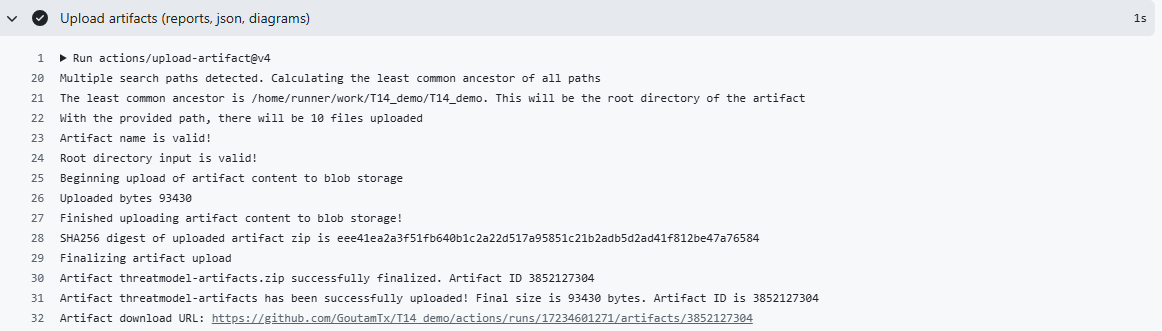 Upload artifacts (reports, json, diagrams) 1s
1 Run actions/upload-artifact@v4
20 Multiple search paths detected. Calculating the least common ancestor of all paths
21 The least common ancestor is /home/runner/work/T14_demo/T14_demo. This will be the root directory of the artifact
22 With the provided path, there will be 10 files uploaded
23 Artifact name is valid!
24 Root directory input is valid!
25 Beginning upload of artifact content to blob storage
26 Uploaded bytes 93430
27 Finished uploading artifact content to blob storage!
28 SHA256 digest of uploaded artifact zip is eee41ea2a3f51fb640b1c2a22d517a95851c21b2adb5d2ad41f812be47a76584
29 Finalizing artifact upload
30 Artifact threatmodel-artifacts.zip successfully finalized. Artifact ID 3852127304
31 Artifact threatmodel-artifacts has been successfully uploaded! Final size is 93430 bytes. Artifact ID is 3852127304
32 Artifact download URL: https://github.com/GoutamTx/T14_demo/actions/runs/17234601271/artifacts/3852127304